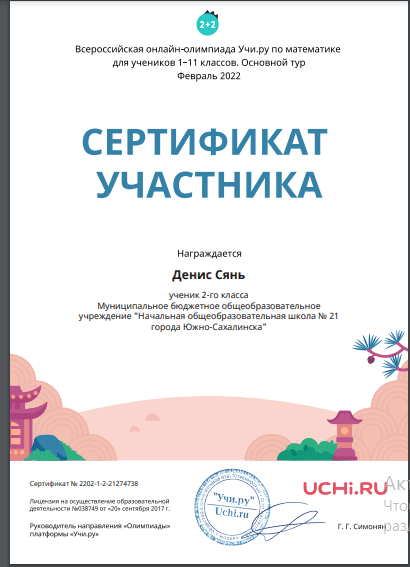 2+2
Всероссийская онлайн-олимпиада Учи.ру по математике
для учеников 1–11 классов. Основной тур
Февраль 2022
СЕРТИФИКАТ
УЧАСТНИКА
Награждается
Денис Сянь
ученик 2-го класса
Муниципальное бюджетное общеобразовательное
учреждение "Начальная общеобразовательная школа № 21
города Южно-Сахалинска"
Сертификат № 2202-1-2-21274738
Лицензия на осуществление образовательной
деятельности №038749 от «20» сентября 2017 г.
Руководитель направления «Олимпиады»
платформы «Учи.ру»
"Учи.ру"
Uchi.ru
UCHi.RU
Г. Г. Симонян
Акт
Что
раз